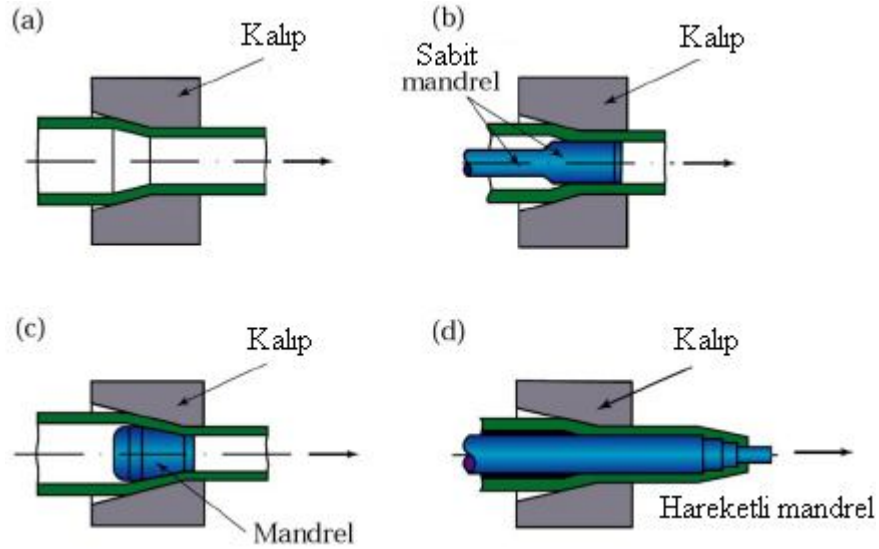 (a)
Kalıp
(b)
Kalıp
Sabit
mandrel
(c)
Kalıp
Mandrel
(d)
Kalıp
Hareketli mandrel